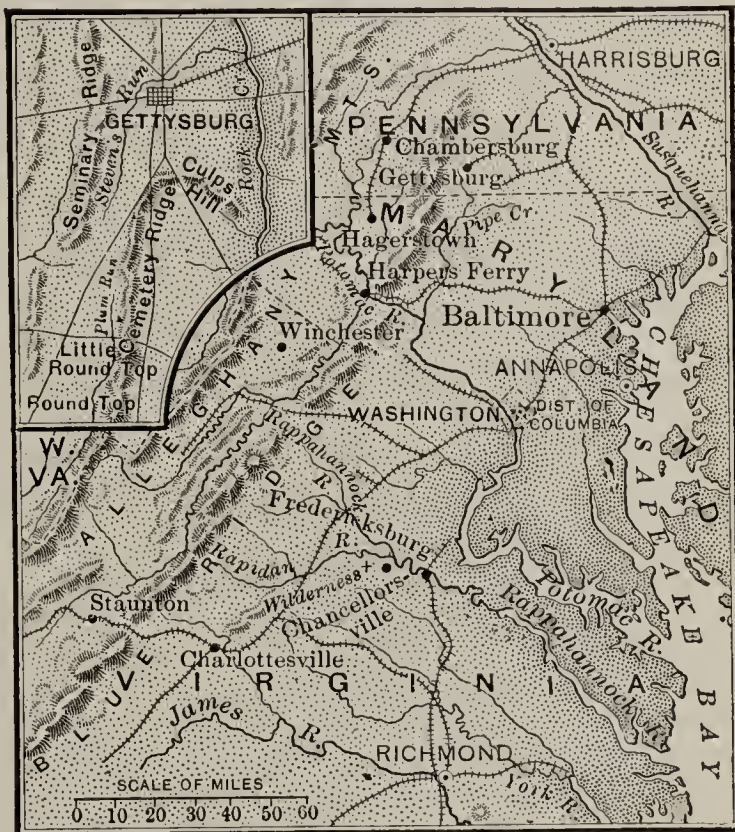 Seminary Ridge
Stevens Run
GETTYSBURG
Rock Cr.
Culps Hill
Cemetery Ridge
Plum Run
Little
Round Top
Round Top
HARRISBURG
MTS.
PENNSYLVANIA
Chambersburg
Gettysburg
Susquehanna R.
MARYLAND
Pipe Cr.
Hagerstown
Potomac R.
Harpers Ferry
Baltimore
Winchester
ANNAPOLIS
WASHINGTON
DIST. OF
COLUMBIA
CHAESAPEAKE BAY
W.
VA.
ALLEGHANY
BLUE RIDGE
Rappahannock
R.
Fredericksburg
Rapidan
R.
Wilderness +
Chancellors-
ville
Potomac R.
Rappahannock R.
Staunton
Charlottesville
VIRGINIA
James
R.
RICHMOND
York R.
SCALE OF MILES
0 10 20 30 40 50 60